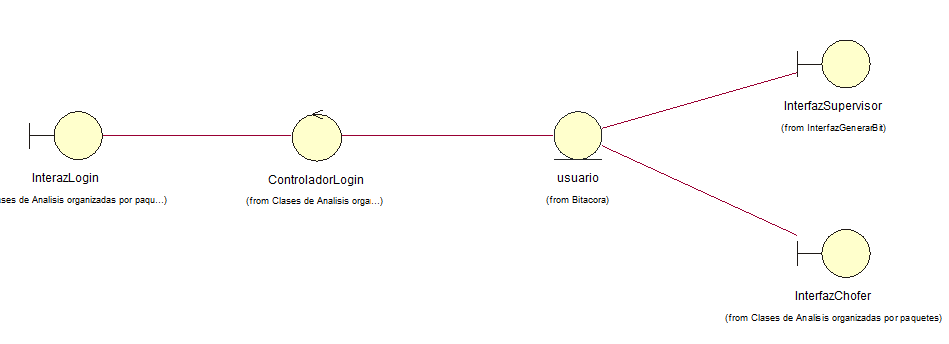 InterfazSupervisor
(from InterfazGenerarBit)
InterazLogin
ases de Analisis organizadas por paqu...)
ControladorLogin
(from Clases de Analisis orga...)
usuario
(from Bitacora)
InterfazChofer
(from Clases de Analisis organizadas por paquetes)